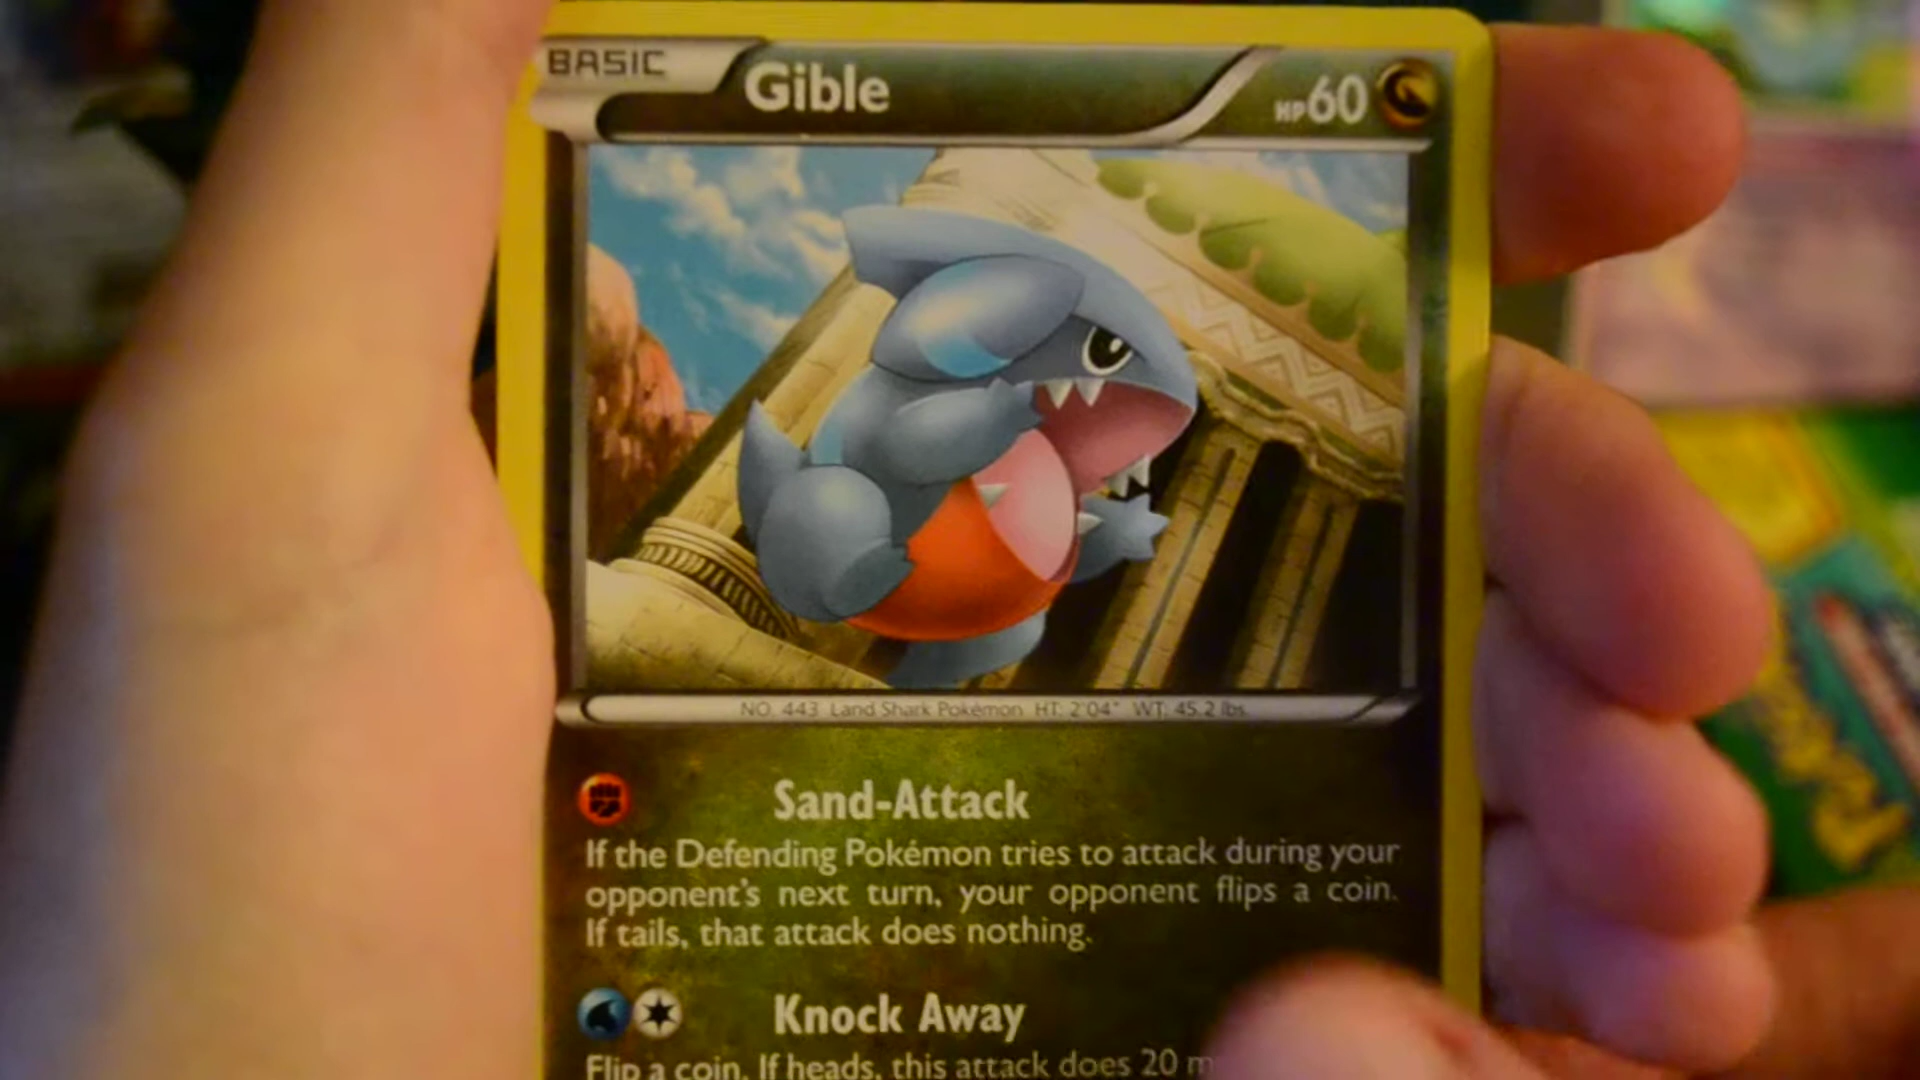 BASIC Gible HP60
NO. 443 Land Shark Pokémon HT: 2'04" WT: 45.2 lbs.
Sand-Attack
If the Defending Pokémon tries to attack during your
opponent's next turn, your opponent flips a coin.
If tails, that attack does nothing.
Knock Away
Flip a coin. If heads, this attack does 20 m